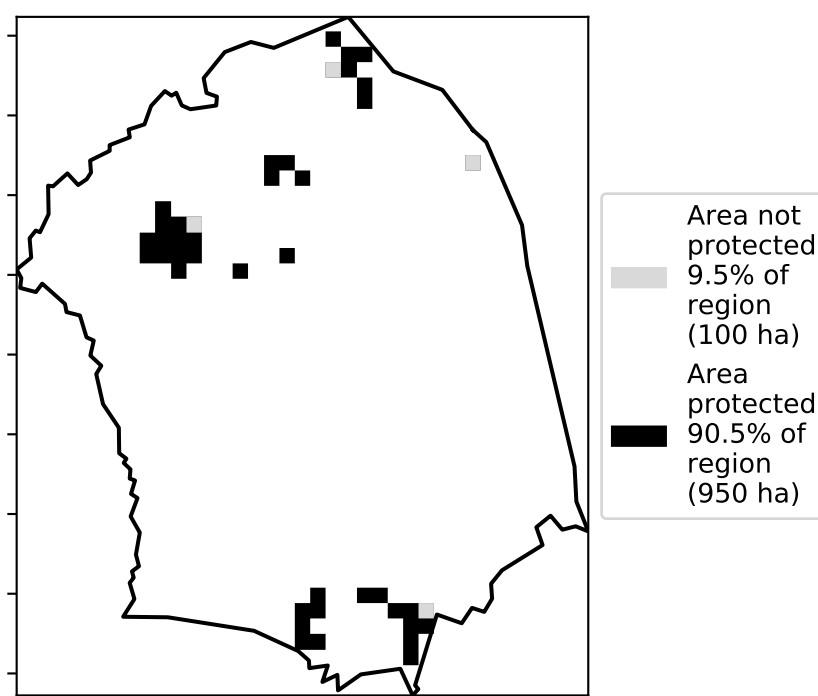 Area not
protected
9.5% of
region
(100 ha)
Area
protected
90.5% of
region
(950 ha)